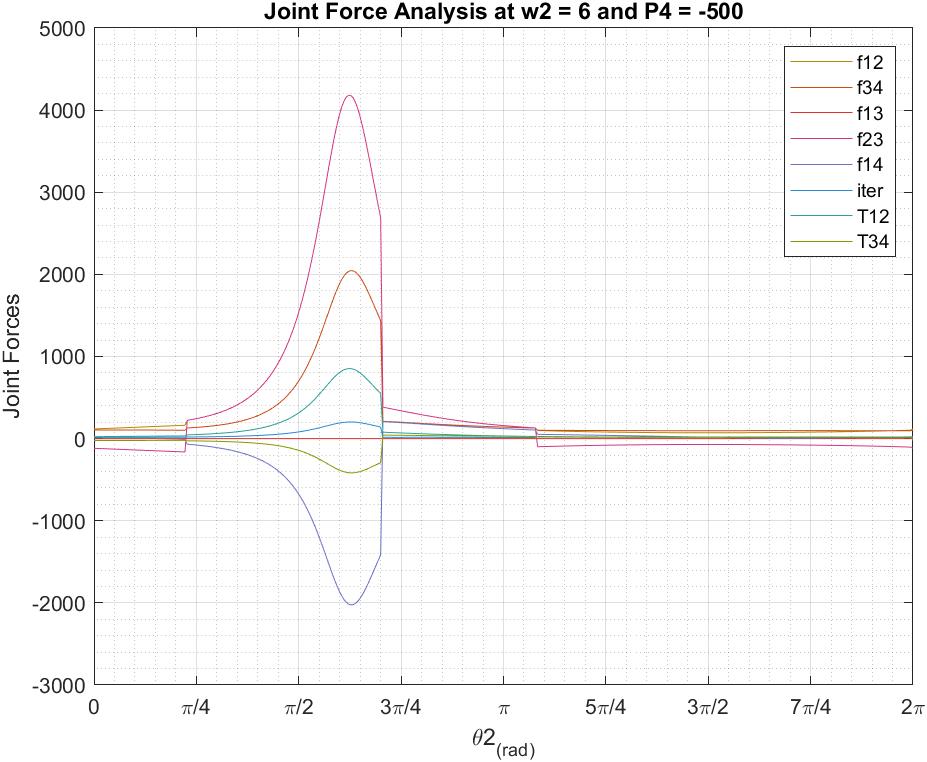 Joint Force Analysis at w2 = 6 and P4 = -500
5000
4000
3000
2000
1000
0
-1000
-2000
-3000
Joint Forces
f12
f34
f13
f23
f14
iter
T12
T34
0
π/4
π/2
3π/4
π
5π/4
3π/2
7π/4
2π
θ2(rad)